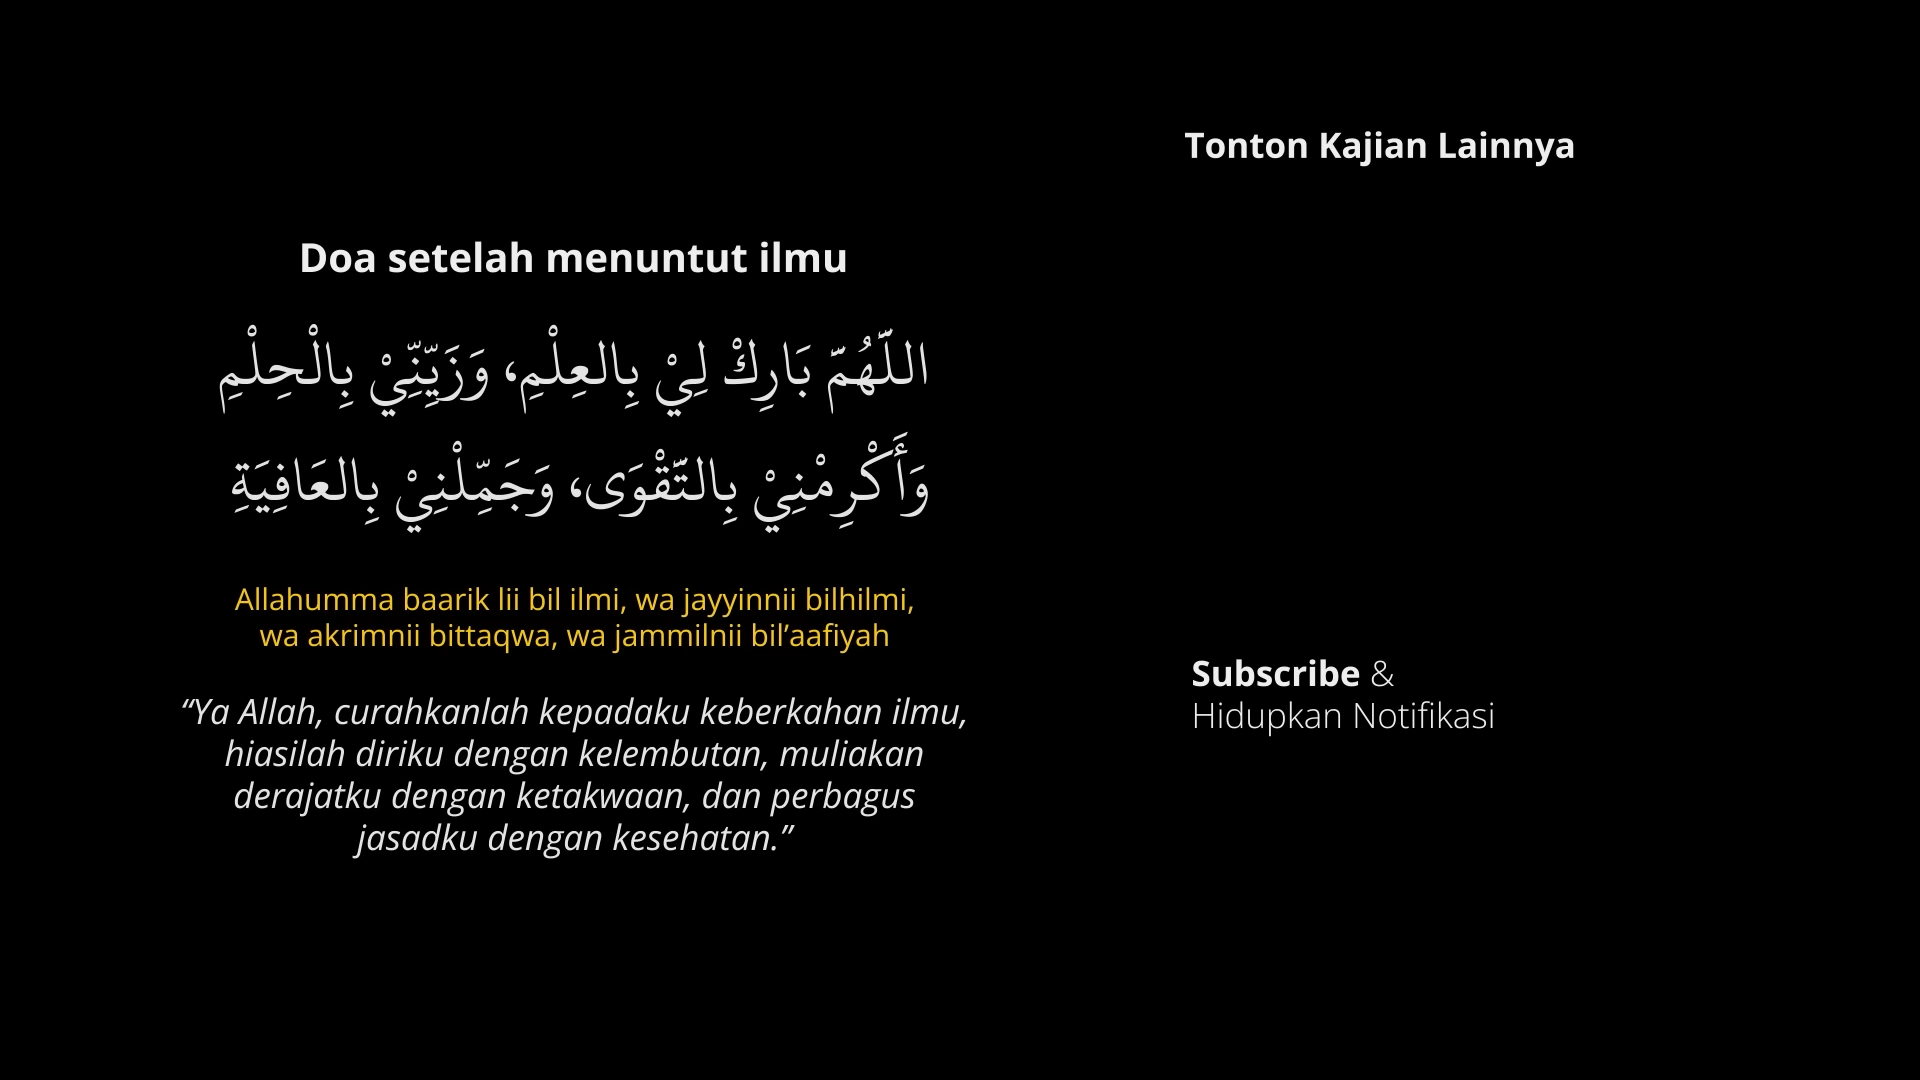 Doa setelah menuntut ilmu
اللَّهُمَّ بَارِكْ لِيْ بِالعِلْمِ، وَزَيِّنِّيْ بِالْحِلْمِ
وَأَكْرِمْنِيْ بِالتَّقْوَى، وَجَمِّلْنِيْ بِالعَافِيَةِ
Allahumma baarik lii bil ilmi, wa jayyinnii bilhilmi,
wa akrimnii bittaqwa, wa jammilnii bil’aafiyah
“Ya Allah, curahkanlah kepadaku keberkahan ilmu,
hiasilah diriku dengan kelembutan, muliakan
derajatku dengan ketakwaan, dan perbagus
jasadku dengan kesehatan.”
Tonton Kajian Lainnya
Subscribe &
Hidupkan Notifikasi